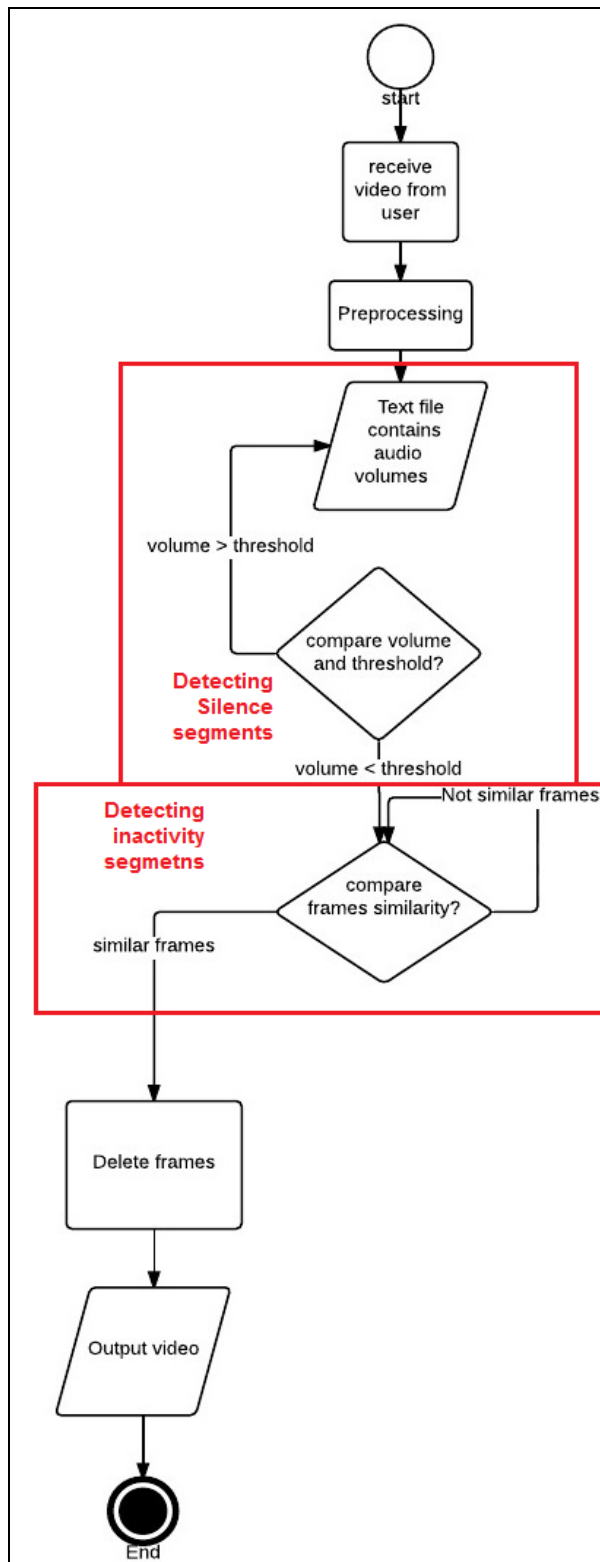 start
receive
video from
user
Preprocessing
Text file
contains
audio
volumes
volume > threshold
compare volume
and threshold?
Detecting
Silence
segments
volume < threshold
Detecting
inactivity
segmetns
Not similar frames
compare
frames similarity?
similar frames
Delete frames
Output video
End